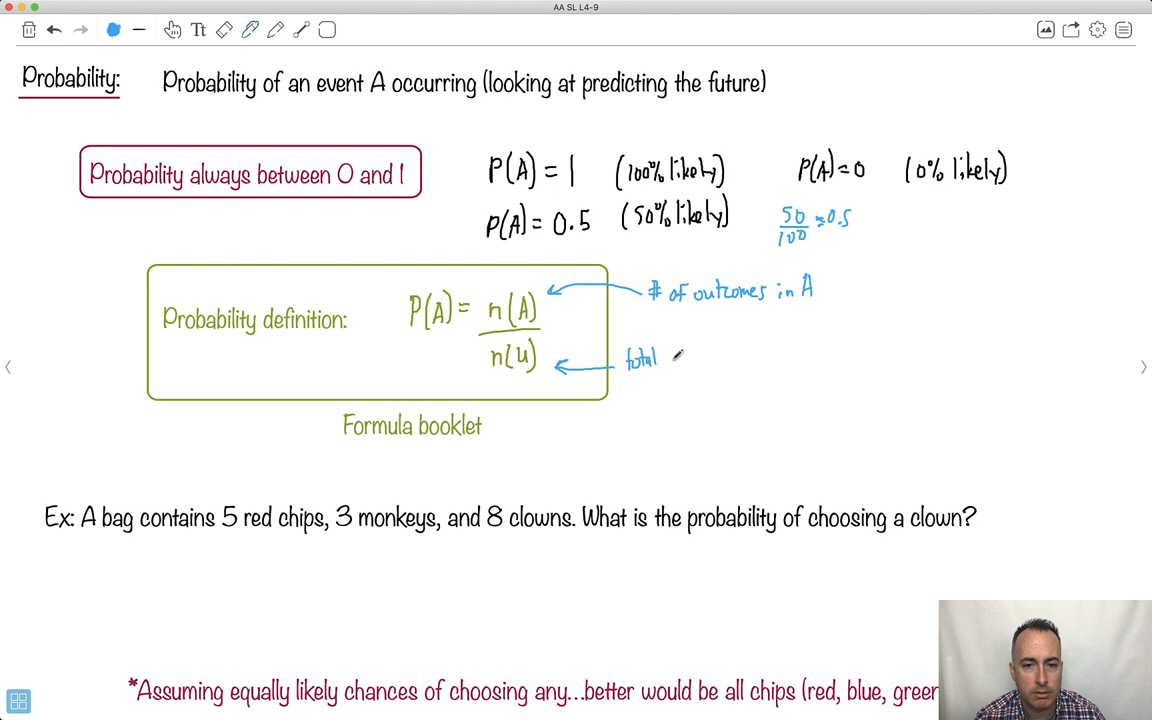 AA SL L4-9
Tt
Probability: Probability of an event A occurring (looking at predicting the future)
Probability always between 0 and 1
P(A) = 1 (100% likely) P(A)=0 (0% likely)
P(A) = 0.5 (50% likely) 50/100 = 0.5
Probability definition: P(A) = n(A)/n(U)
# of outcomes in A
total
Formula booklet
Ex: A bag contains 5 red chips, 3 monkeys, and 8 clowns. What is the probability of choosing a clown?
*Assuming equally likely chances of choosing any...better would be all chips (red, blue, green